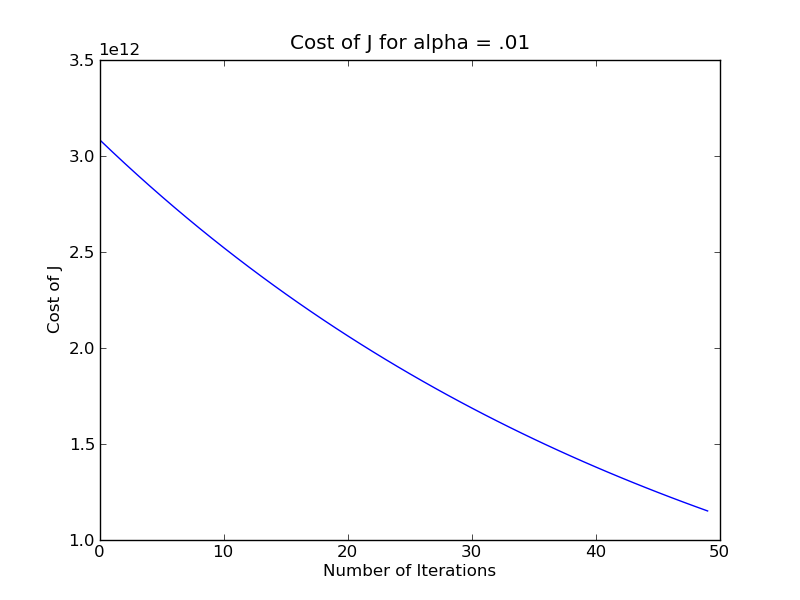 Cost of J for alpha = .01
1e12
3.5
3.0
2.5
2.0
1.5
1.0
Cost of J
0 10 20 30 40 50
Number of Iterations